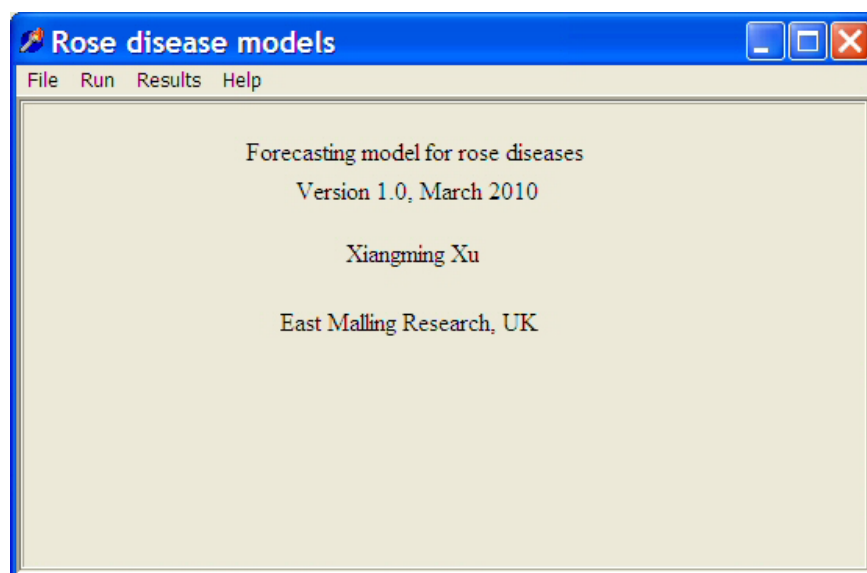 Rose disease models
File Run Results Help
Forecasting model for rose diseases
Version 1.0, March 2010
Xiangming Xu
East Malling Research, UK